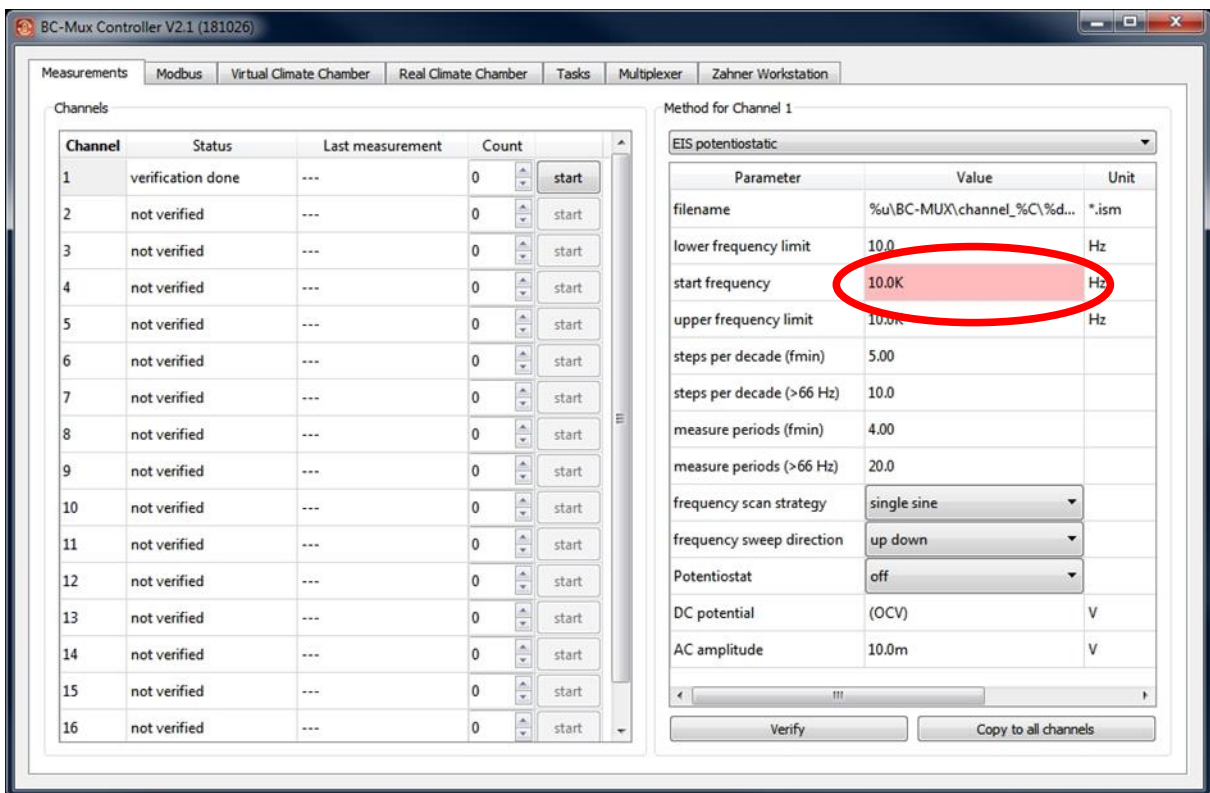 BC-Mux Controller V2.1 (181026)
Measurements Modbus Virtual Climate Chamber Real Climate Chamber Tasks Multiplexer Zahner Workstation
Channels
Channel Status Last measurement Count
1 verification done --- 0 start
2 not verified --- 0 start
3 not verified --- 0 start
4 not verified --- 0 start
5 not verified --- 0 start
6 not verified --- 0 start
7 not verified --- 0 start
8 not verified --- 0 start
9 not verified --- 0 start
10 not verified --- 0 start
11 not verified --- 0 start
12 not verified --- 0 start
13 not verified --- 0 start
14 not verified --- 0 start
15 not verified --- 0 start
16 not verified --- 0 start
Method for Channel 1
EIS potentiostatic
Parameter Value Unit
filename %u\BC-MUX\channel_%C\%d... *.ism
lower frequency limit 10.0 Hz
start frequency 10.0K Hz
upper frequency limit 10.0K Hz
steps per decade (fmin) 5.00
steps per decade (>66 Hz) 10.0
measure periods (fmin) 4.00
measure periods (>66 Hz) 20.0
frequency scan strategy single sine
frequency sweep direction up down
Potentiostat off
DC potential (OCV) V
AC amplitude 10.0m V
Verify Copy to all channels